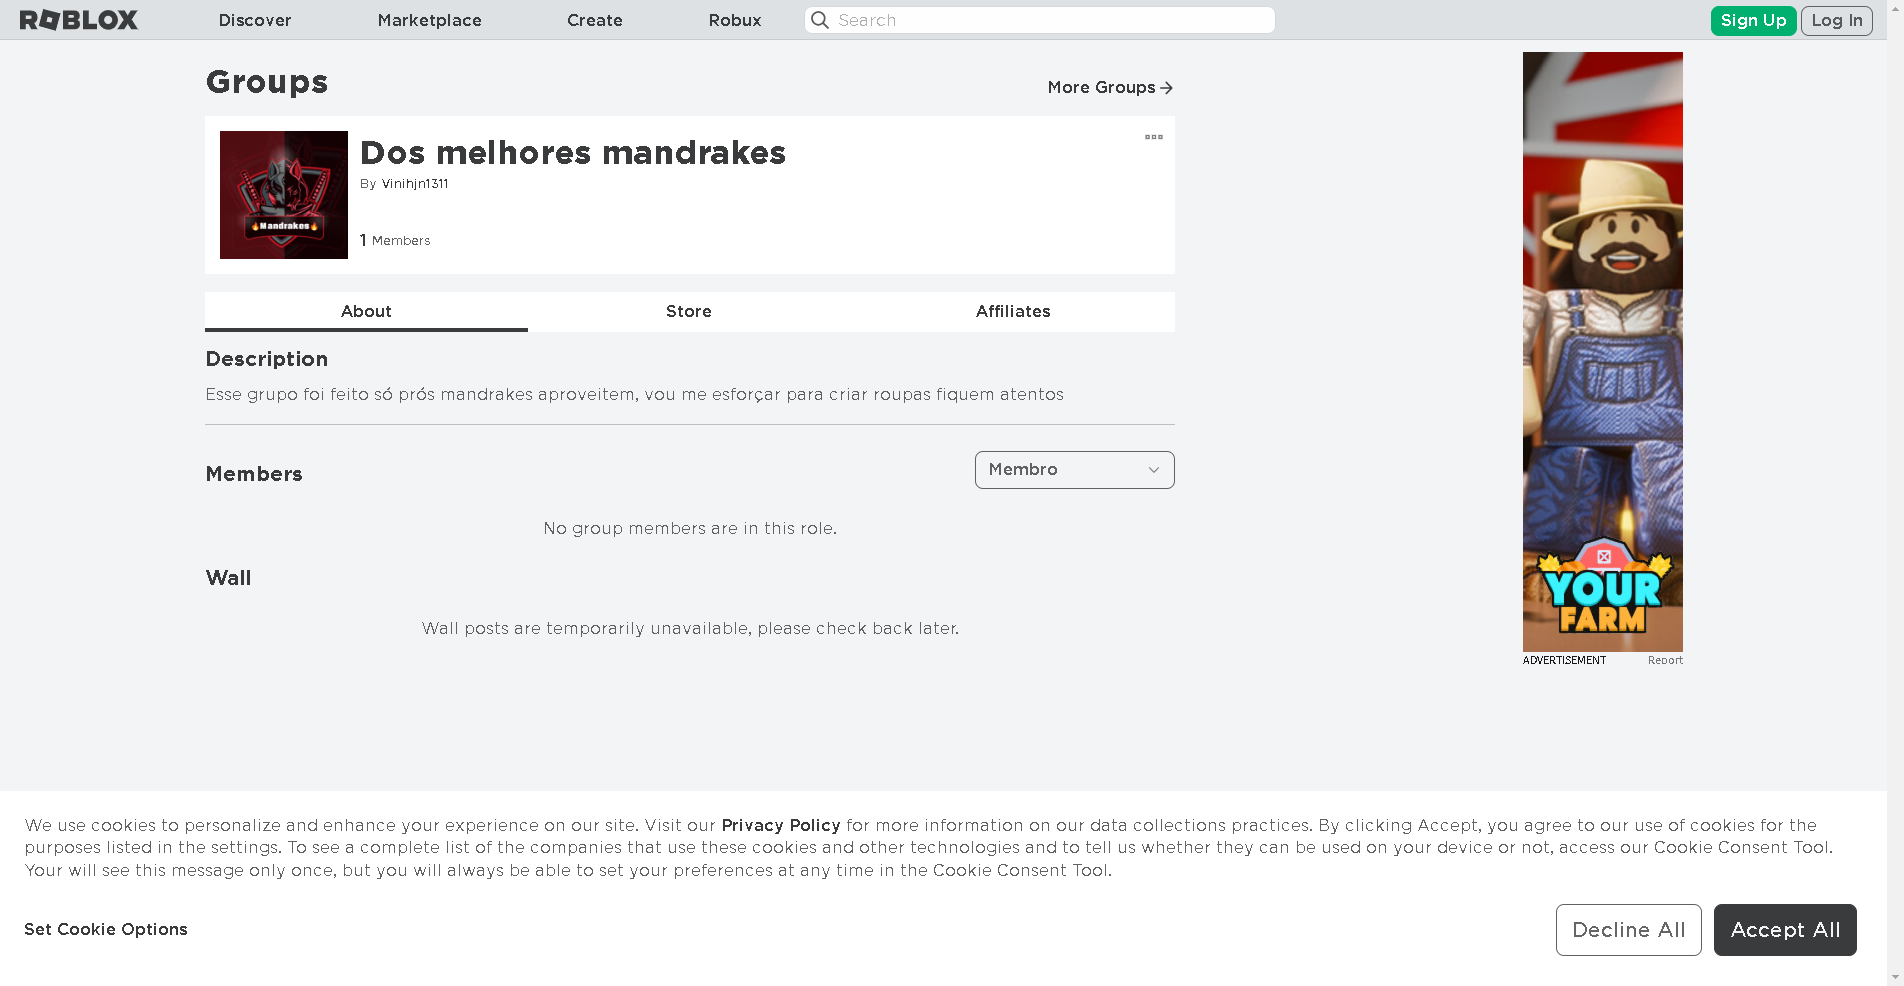 ROBLOX
Discover
Marketplace
Create
Robux
Search
Sign Up
Log In
Groups
More Groups
Dos melhores mandrakes
By Vinihjn1311
1 Members
Mandrakes
About
Store
Affiliates
Description
Esse grupo foi feito só prós mandrakes aproveitem, vou me esforçar para criar roupas fiquem atentos
Members
Membro
No group members are in this role.
Wall
Wall posts are temporarily unavailable, please check back later.
YOUR
FARM
ADVERTISEMENT
Report
We use cookies to personalize and enhance your experience on our site. Visit our Privacy Policy for more information on our data collections practices. By clicking Accept, you agree to our use of cookies for the
purposes listed in the settings. To see a complete list of the companies that use these cookies and other technologies and to tell us whether they can be used on your device or not, access our Cookie Consent Tool.
Your will see this message only once, but you will always be able to set your preferences at any time in the Cookie Consent Tool.
Set Cookie Options
Decline All
Accept All